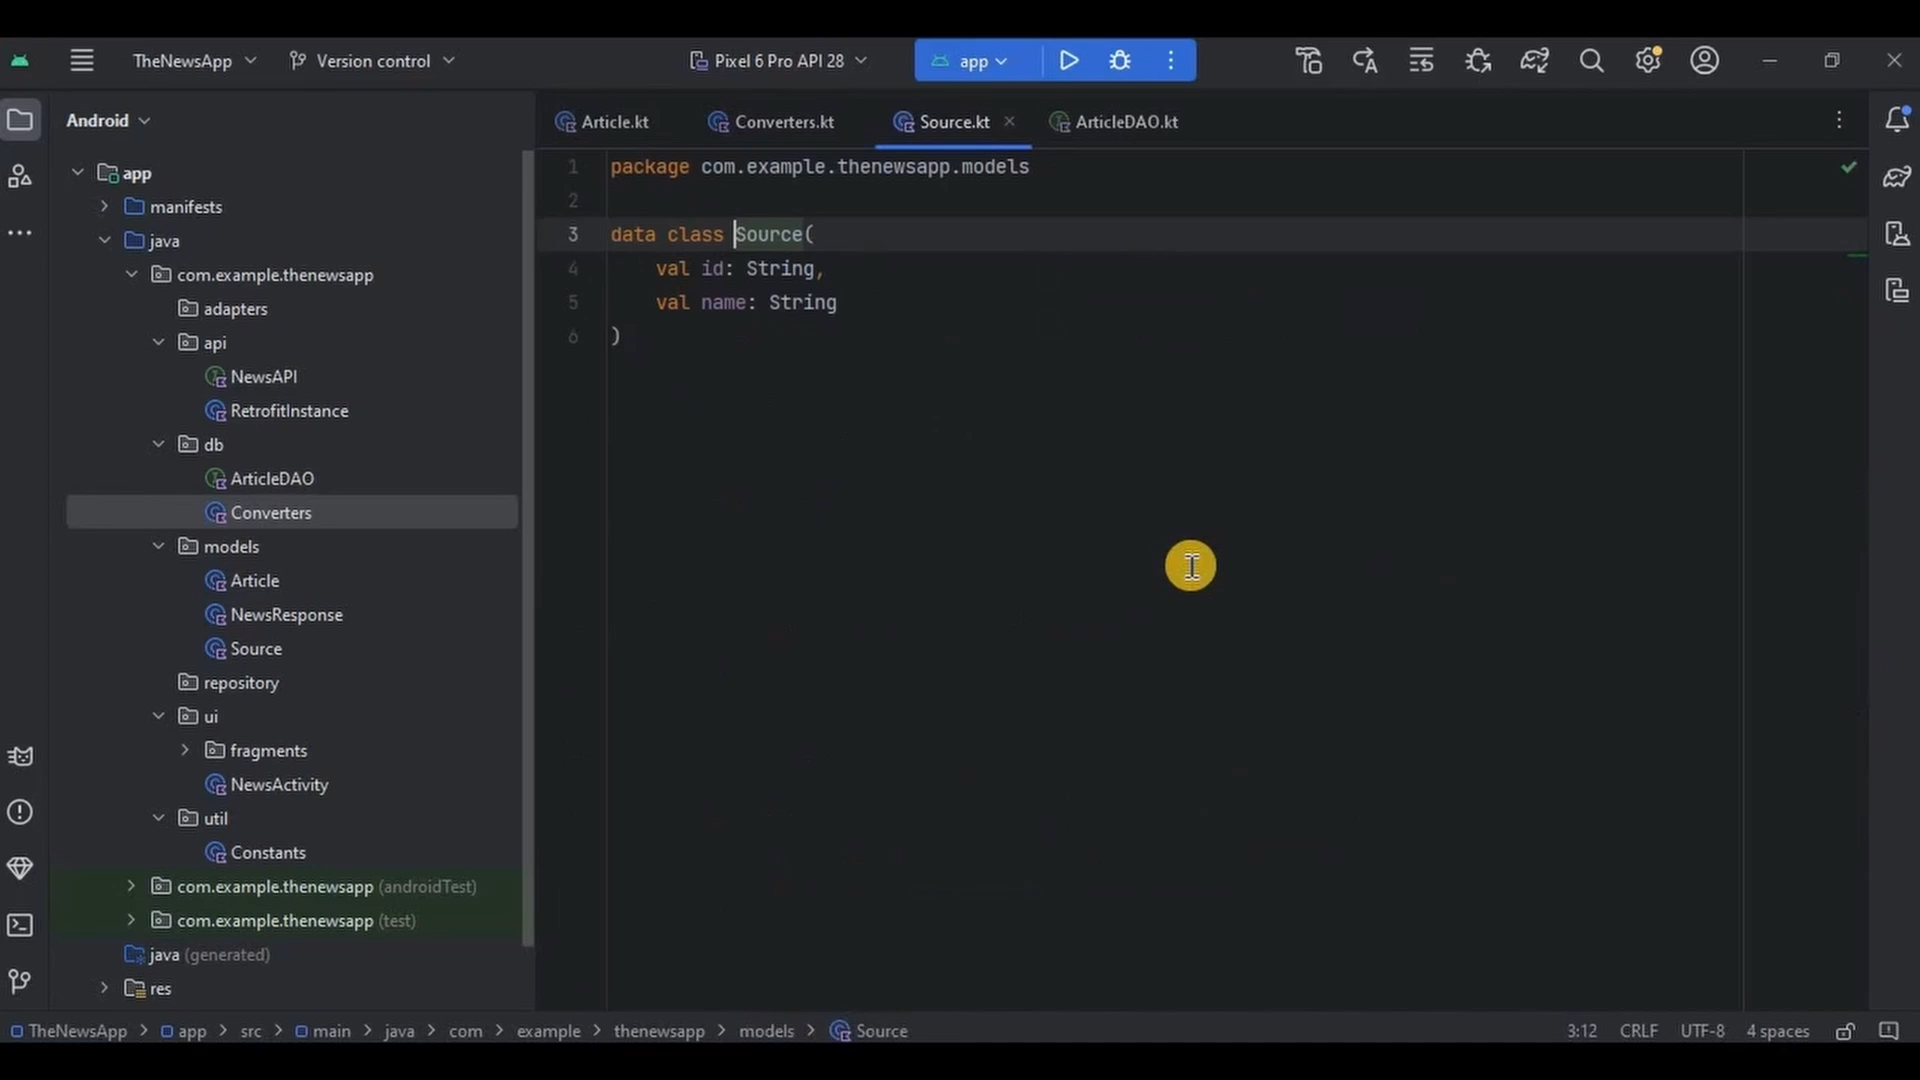 TheNewsApp
Version control
Pixel 6 Pro API 28
app
Android
Article.kt
Converters.kt
Source.kt
ArticleDAO.kt
app
manifests
java
com.example.thenewsapp
adapters
api
NewsAPI
RetrofitInstance
db
ArticleDAO
Converters
models
Article
NewsResponse
Source
repository
ui
fragments
NewsActivity
util
Constants
com.example.thenewsapp (androidTest)
com.example.thenewsapp (test)
java (generated)
res
1 package com.example.thenewsapp.models
2
3 data class Source(
4 val id: String,
5 val name: String
6 )
TheNewsApp > app > src > main > java > com > example > thenewsapp > models > Source
3:12 CRLF UTF-8 4 spaces